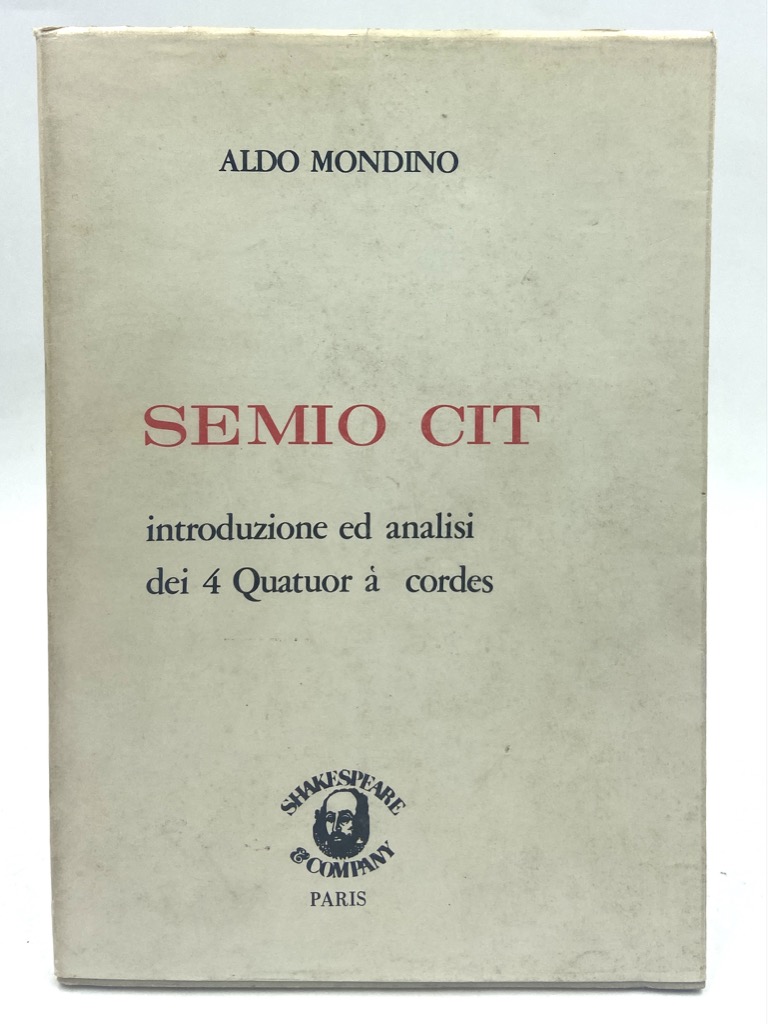 ALDO MONDINO
SEMIO CIT
introduzione ed analisi
dei 4 Quatuor à cordes
SHAKESPEARE
& COMPANY
PARIS